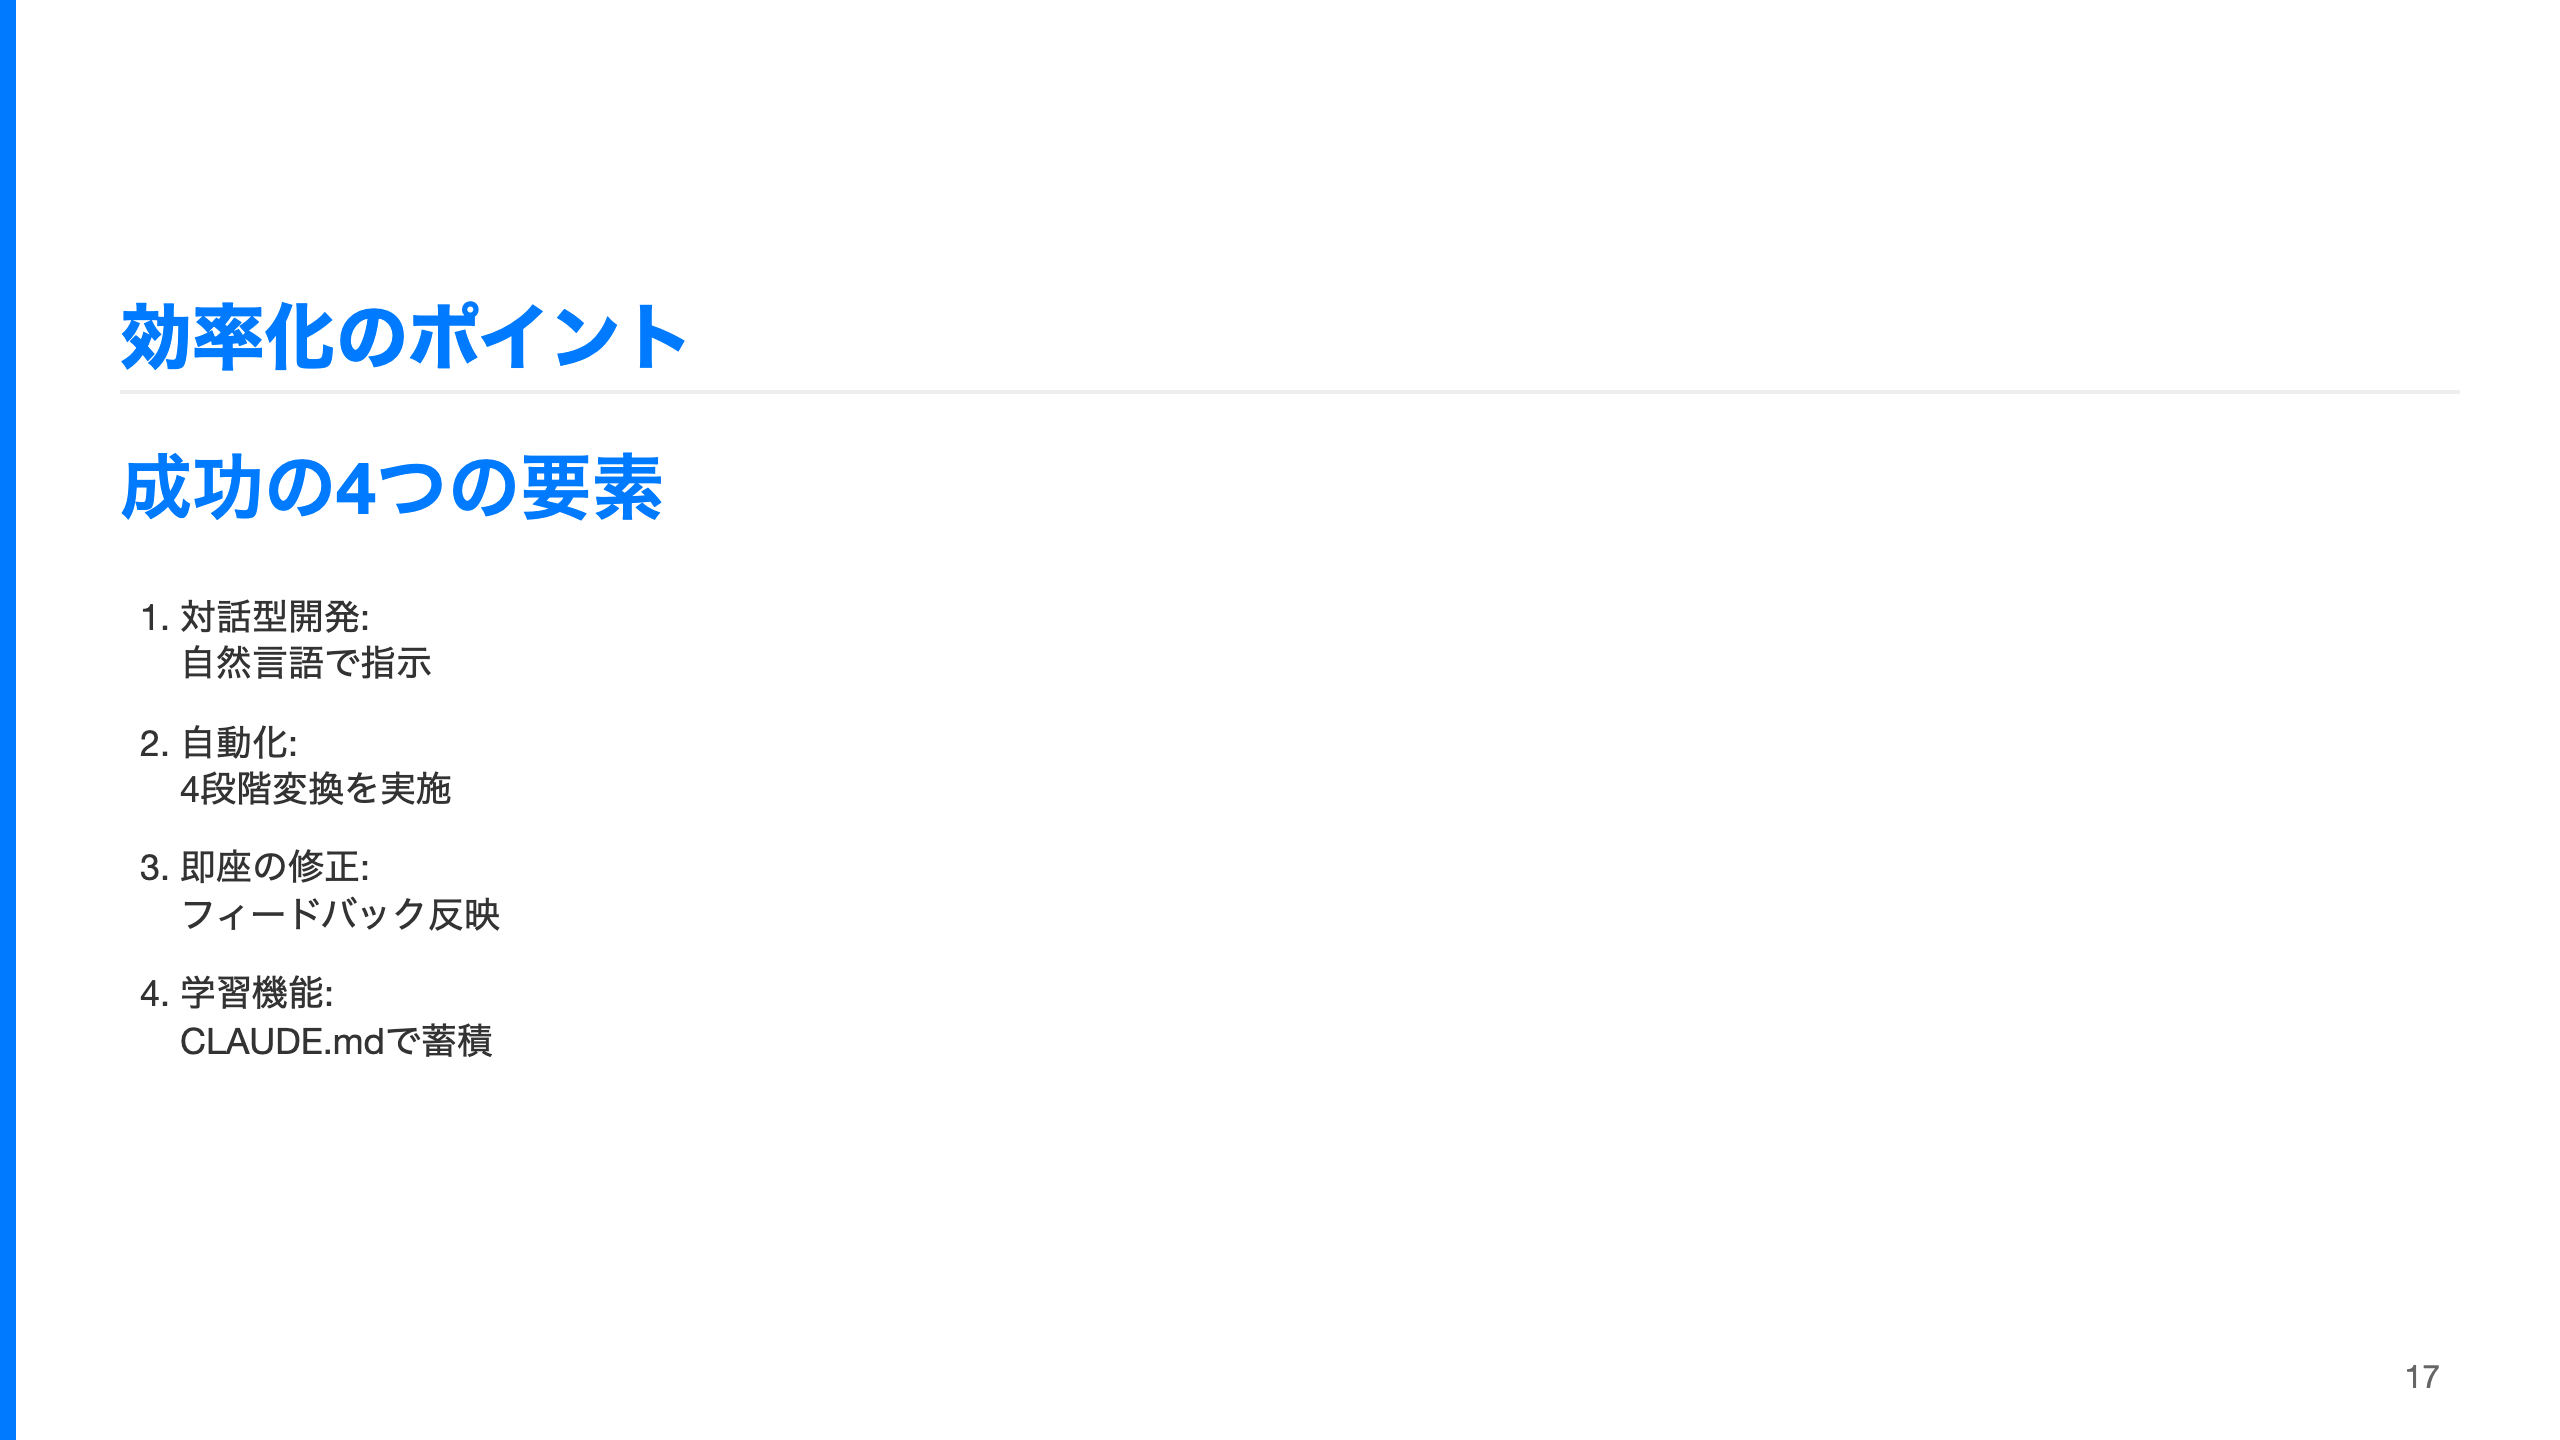 効率化のポイント
成功の4つの要素
1. 対話型開発:
自然言語で指示
2. 自動化:
4段階変換を実施
3. 即座の修正:
フィードバック反映
4. 学習機能:
CLAUDE.mdで蓄積
17